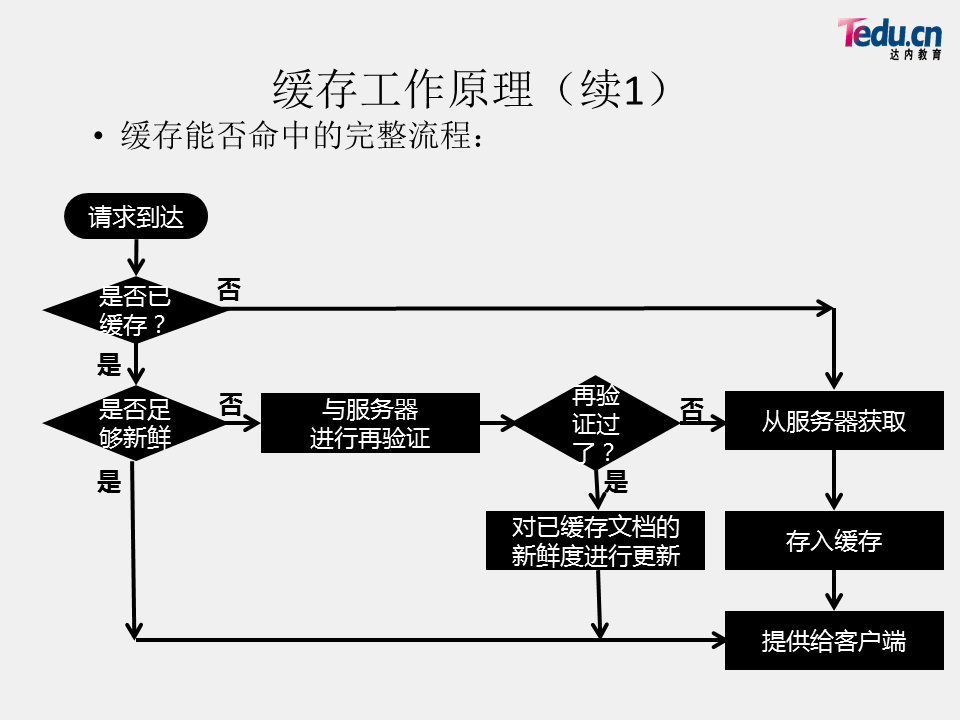 Tedu.cn
达内教育
缓存工作原理（续1）
• 缓存能否命中的完整流程：
请求到达
是否已
缓存？
否
是
是否足
够新鲜
否
是
与服务器
进行再验证
再验
证过
了？
否
是
从服务器获取
对已缓存文档的
新鲜度进行更新
存入缓存
提供给客户端